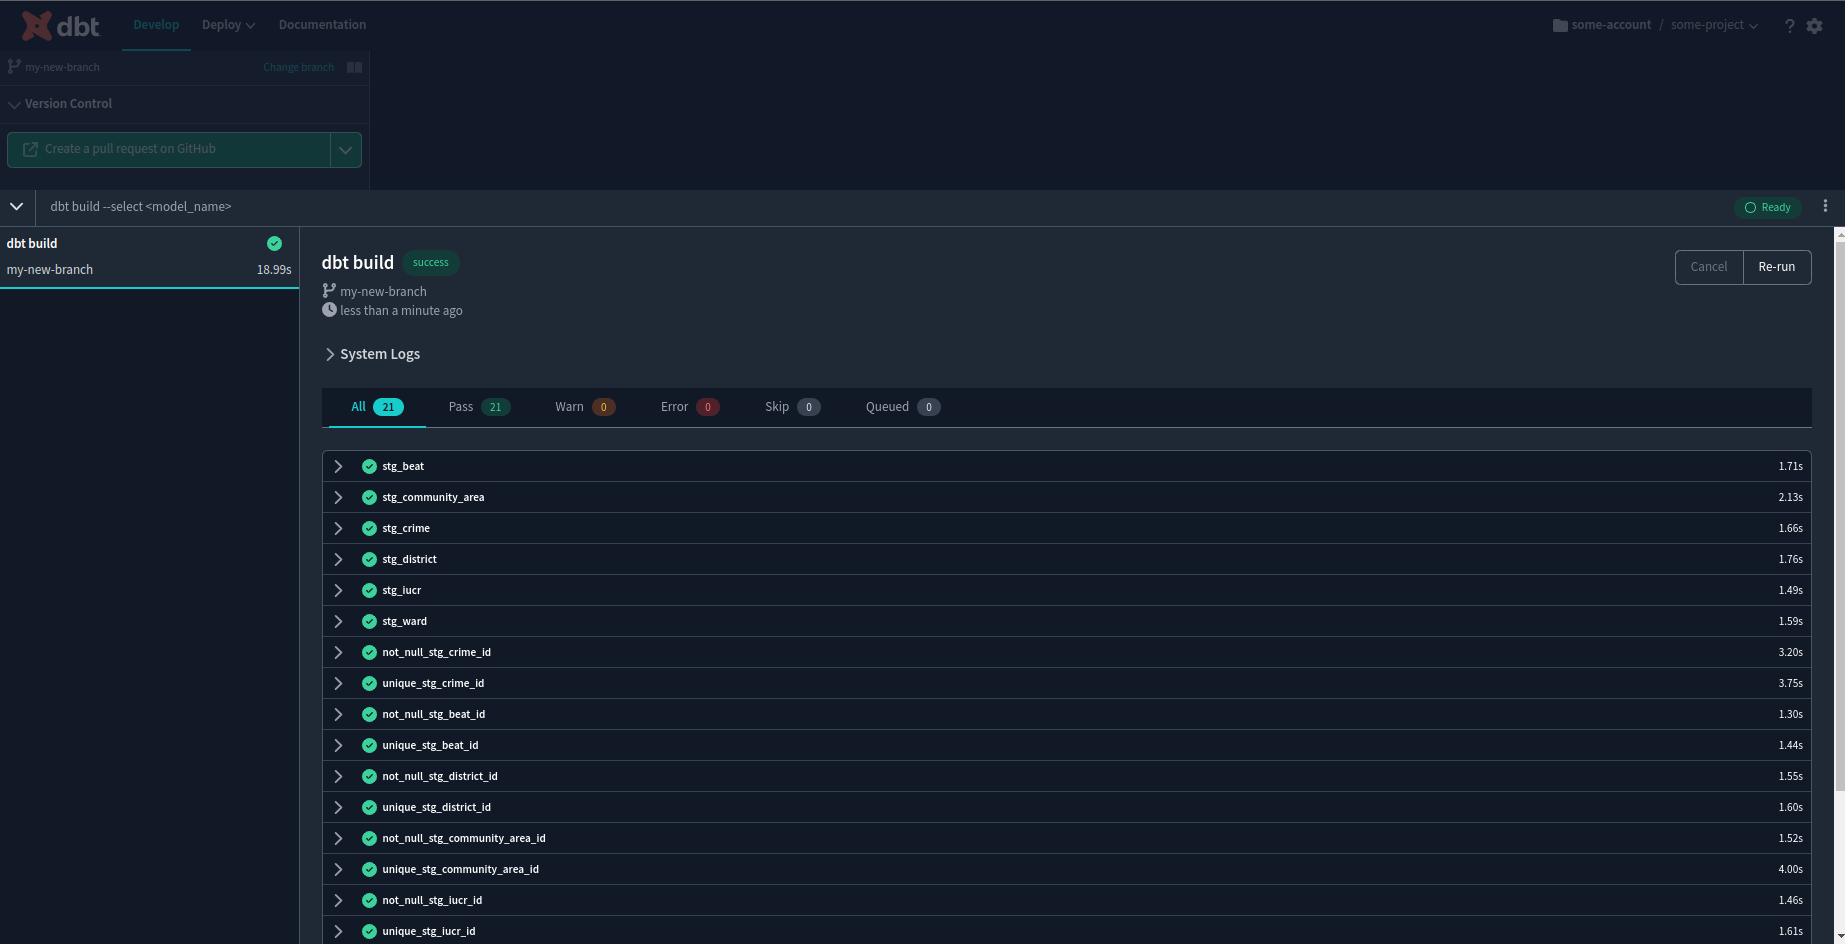 dbt Develop Deploy Documentation some-account / some-project ?
my-new-branch Change branch
Version Control
Create a pull request on GitHub
dbt build --select <model_name> Ready
dbt build
my-new-branch 18.99s
dbt build success Cancel Re-run
my-new-branch
less than a minute ago
System Logs
All 21 Pass 21 Warn 0 Error 0 Skip 0 Queued 0
stg_beat 1.71s
stg_community_area 2.13s
stg_crime 1.66s
stg_district 1.76s
stg_iucr 1.49s
stg_ward 1.59s
not_null_stg_crime_id 3.20s
unique_stg_crime_id 3.75s
not_null_stg_beat_id 1.30s
unique_stg_beat_id 1.44s
not_null_stg_district_id 1.55s
unique_stg_district_id 1.60s
not_null_stg_community_area_id 1.52s
unique_stg_community_area_id 4.00s
not_null_stg_iucr_id 1.46s
unique_stg_iucr_id 1.61s